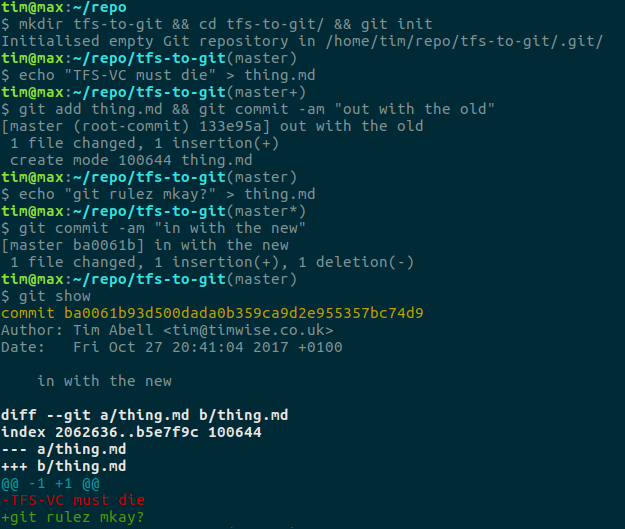 tim@max:~/repo
$ mkdir tfs-to-git && cd tfs-to-git/ && git init
Initialised empty Git repository in /home/tim/repo/tfs-to-git/.git/
tim@max:~/repo/tfs-to-git(master)
$ echo "TFS-VC must die" > thing.md
tim@max:~/repo/tfs-to-git(master+)
$ git add thing.md && git commit -am "out with the old"
[master (root-commit) 133e95a] out with the old
 1 file changed, 1 insertion(+)
 create mode 100644 thing.md
tim@max:~/repo/tfs-to-git(master)
$ echo "git rulez mkay?" > thing.md
tim@max:~/repo/tfs-to-git(master*)
$ git commit -am "in with the new"
[master ba0061b] in with the new
 1 file changed, 1 insertion(+), 1 deletion(-)
tim@max:~/repo/tfs-to-git(master)
$ git show
commit ba0061b93d500dada0b359ca9d2e955357bc74d9
Author: Tim Abell <tim@timwise.co.uk>
Date:   Fri Oct 27 20:41:04 2017 +0100

    in with the new

diff --git a/thing.md b/thing.md
index 2062636..b5e7f9c 100644
--- a/thing.md
+++ b/thing.md
@@ -1 +1 @@
-TFS-VC must die
+git rulez mkay?